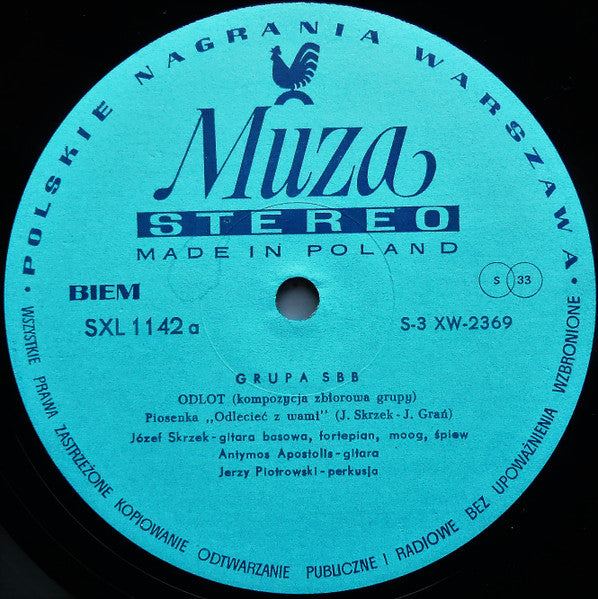 • POLSKIE NAGRANIA WARSZAWA •
Muza
STEREO
MADE IN POLAND
BIEM
S 33
SXL 1142 a
S-3 XW-2369
GRUPA SBB
ODLOT (kompozycja zbiorowa grupy)
Piosenka „Odlecieć z wami" (J. Skrzek - J. Grań)
Józef Skrzek - gitara basowa, fortepian, moog, śpiew
Antymos Apostolis - gitara
Jerzy Piotrowski - perkusja
WSZYSTKIE PRAWA ZASTRZEŻONE KOPIOWANIE ODTWARZANIE PUBLICZNE I RADIOWE BEZ UPOWAŻNIENIA WZBRONIONE